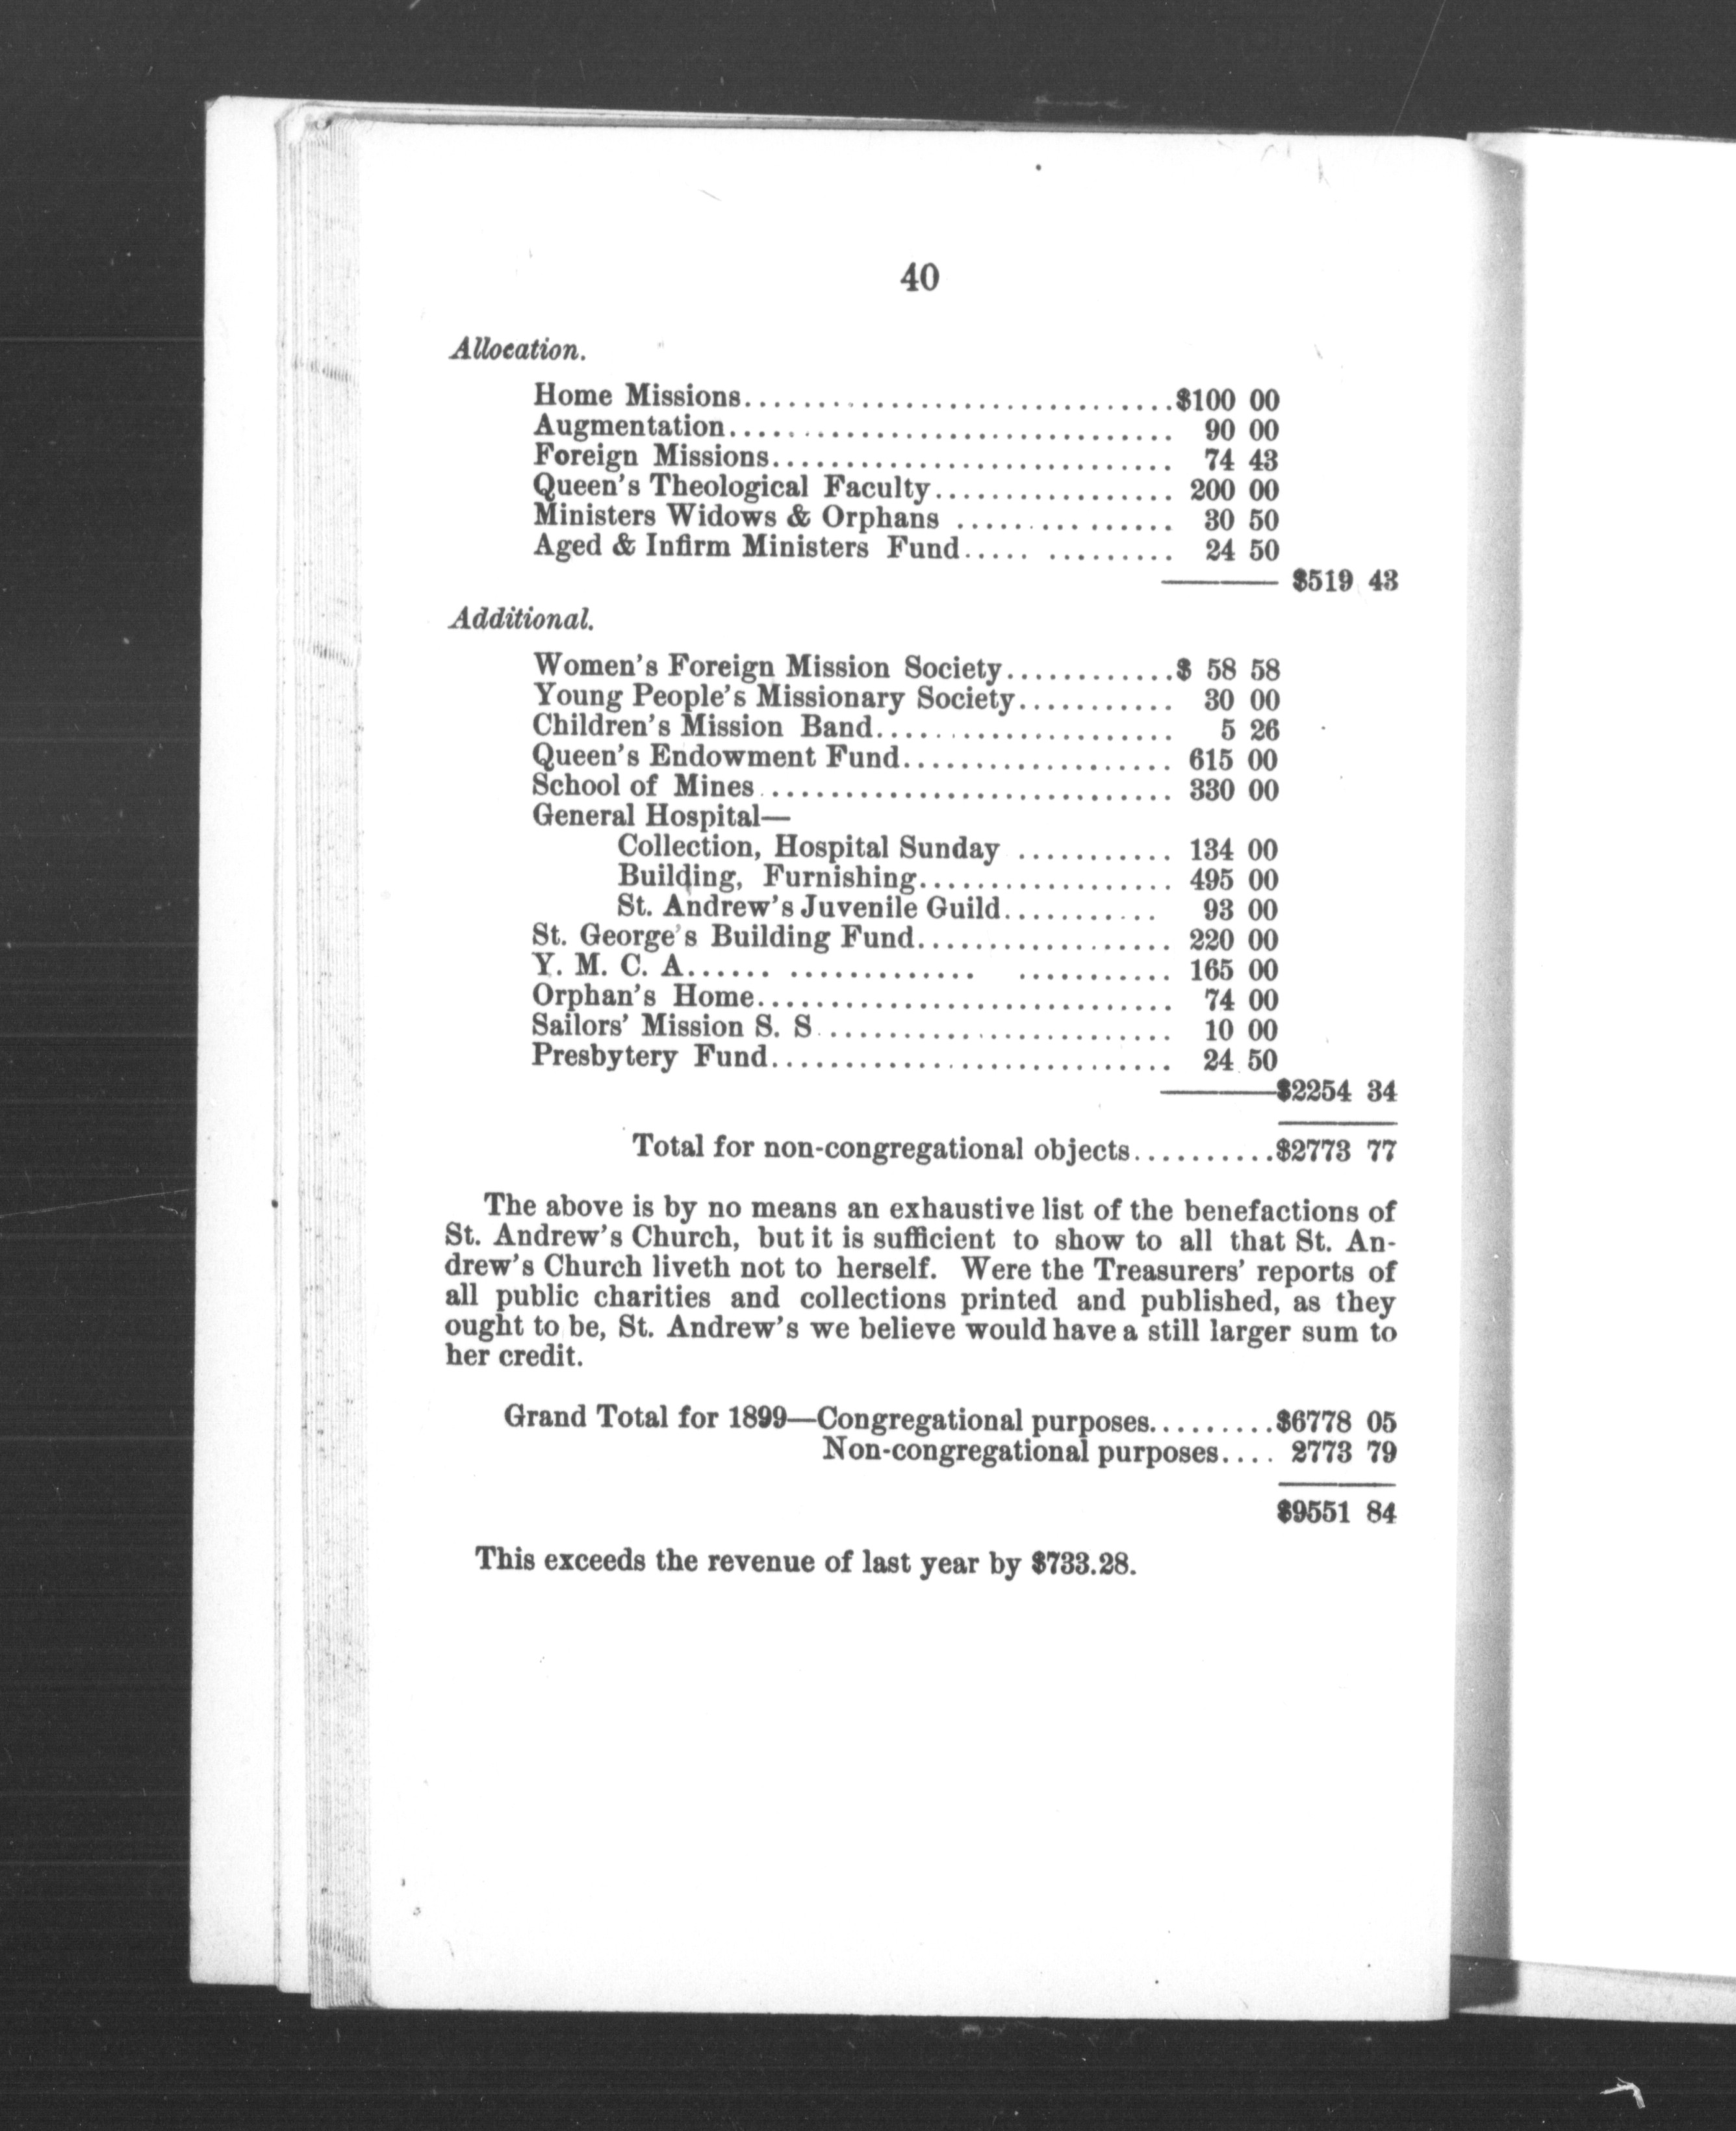 40
Allocation.
Home Missions..............................$100 00
Augmentation.............................. 90 00
Foreign Missions........................... 74 43
Queen's Theological Faculty................ 200 00
Ministers Widows & Orphans ............... 30 50
Aged & Infirm Ministers Fund..... ......... 24 50
$519 43
Additional.
Women's Foreign Mission Society............$ 58 58
Young People's Missionary Society........... 30 00
Children's Mission Band.................... 5 26
Queen's Endowment Fund................... 615 00
School of Mines ............................ 330 00
General Hospital—
Collection, Hospital Sunday ........... 134 00
Building, Furnishing.................. 495 00
St. Andrew's Juvenile Guild........... 93 00
St. George's Building Fund.................. 220 00
Y. M. C. A...... ............. ........... 165 00
Orphan's Home............................ 74 00
Sailors' Mission S. S........................ 10 00
Presbytery Fund........................... 24 50
$2254 34
Total for non-congregational objects..........$2773 77
The above is by no means an exhaustive list of the benefactions of
St. Andrew's Church, but it is sufficient to show to all that St. An-
drew's Church liveth not to herself. Were the Treasurers' reports of
all public charities and collections printed and published, as they
ought to be, St. Andrew's we believe would have a still larger sum to
her credit.
Grand Total for 1899—Congregational purposes.........$6778 05
Non-congregational purposes.... 2773 79
$9551 84
This exceeds the revenue of last year by $733.28.